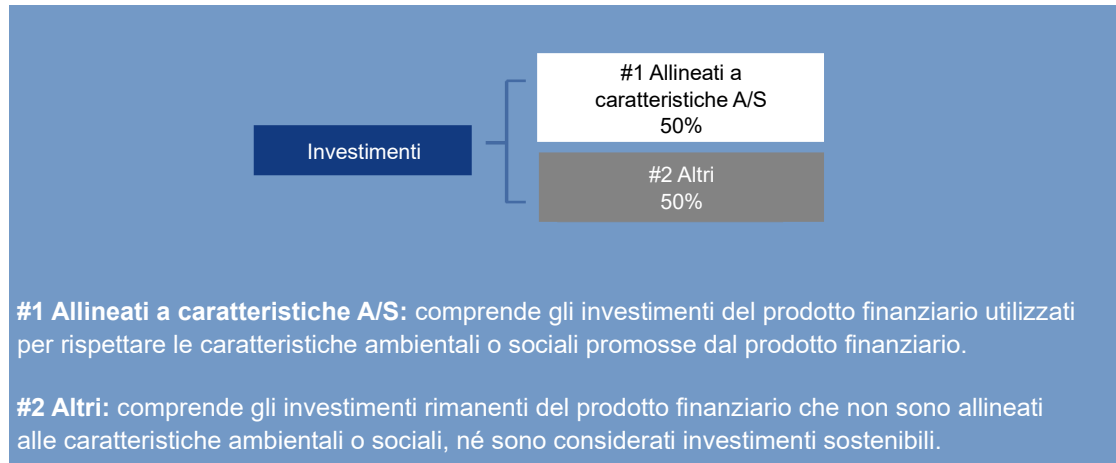 #1 Allineati a
caratteristiche A/S
50%
Investimenti
#2 Altri
50%
#1 Allineati a caratteristiche A/S: comprende gli investimenti del prodotto finanziario utilizzati
per rispettare le caratteristiche ambientali o sociali promosse dal prodotto finanziario.
#2 Altri: comprende gli investimenti rimanenti del prodotto finanziario che non sono allineati
alle caratteristiche ambientali o sociali, né sono considerati investimenti sostenibili.